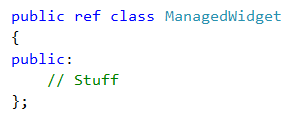 public ref class ManagedWidget
{
public:
    // Stuff
};